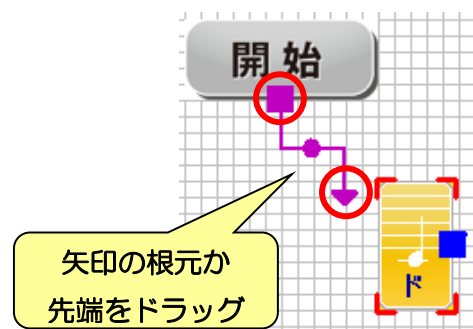 開始
ド
矢印の根元か
先端をドラッグ